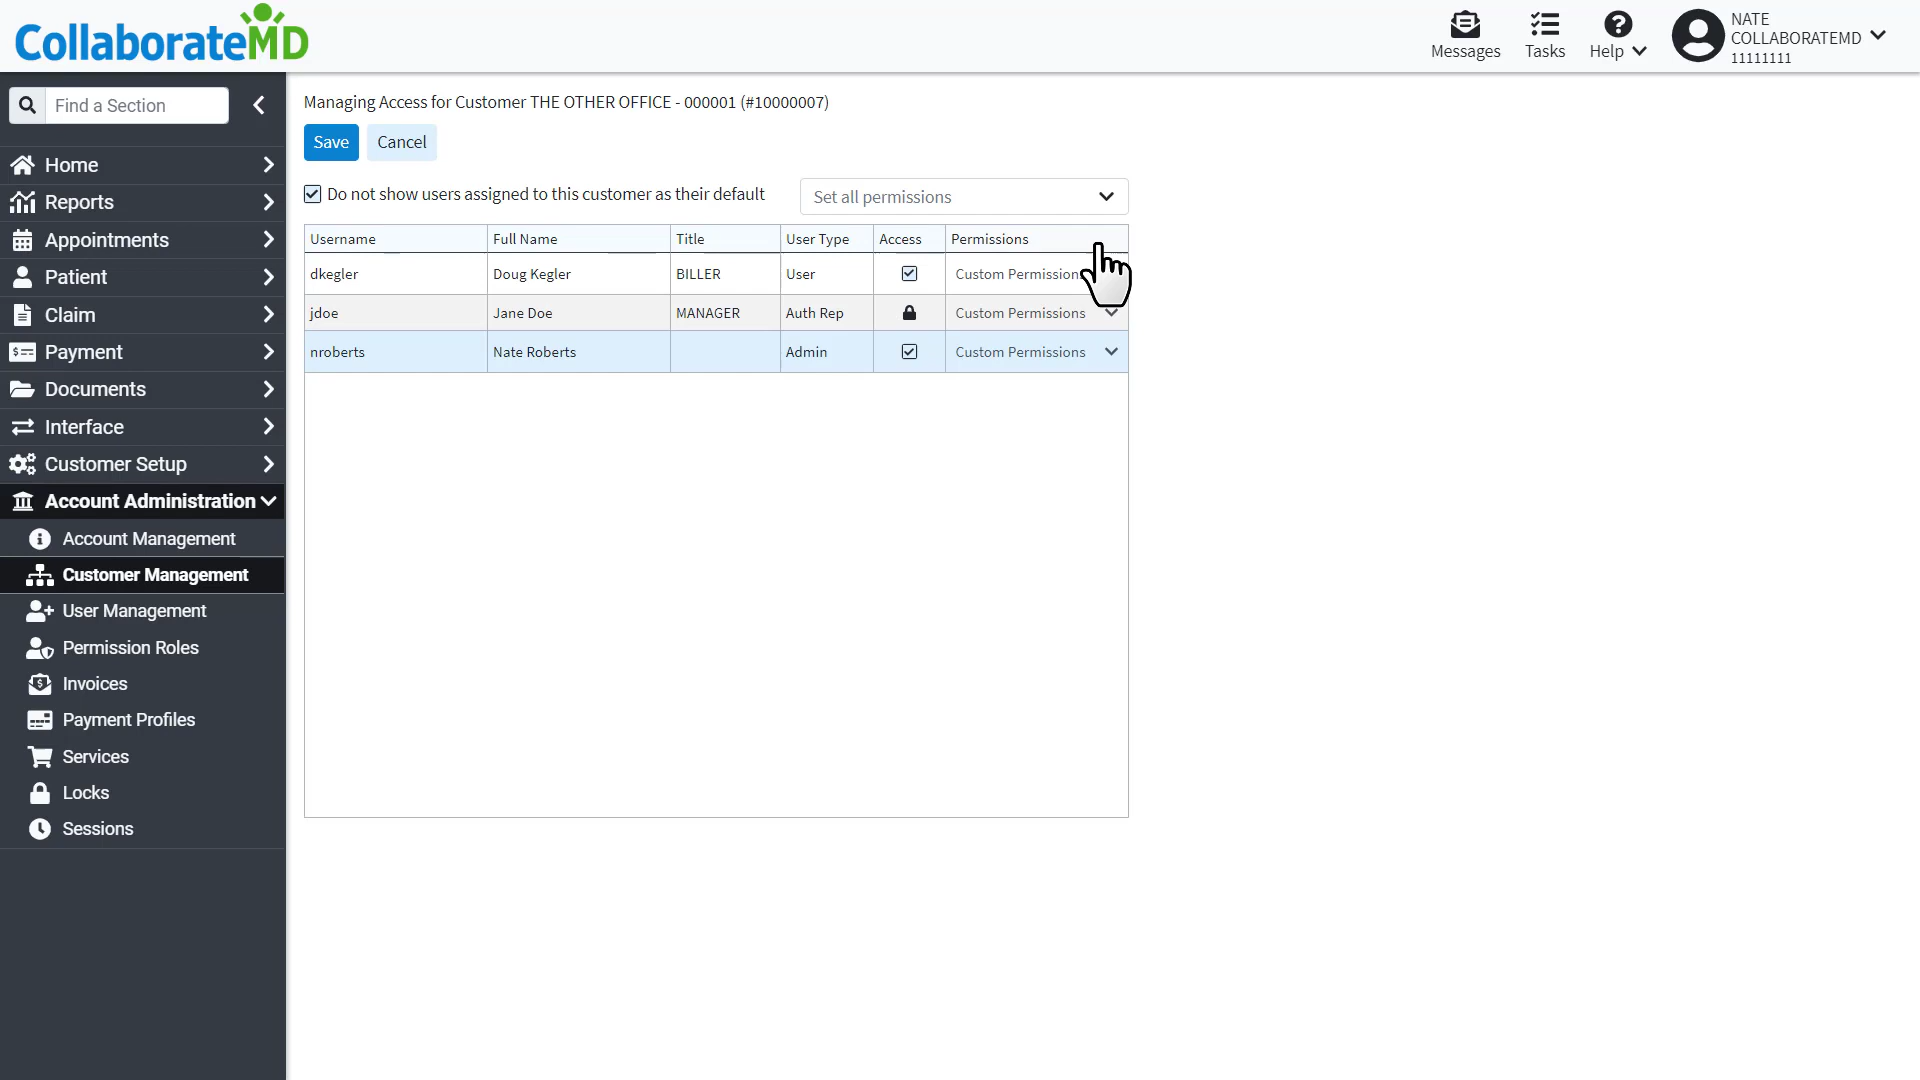 CollaborateMD
Messages
Tasks
Help
NATE
COLLABORATEMD
11111111
Find a Section
Home
Reports
Appointments
Patient
Claim
Payment
Documents
Interface
Customer Setup
Account Administration
Account Management
Customer Management
User Management
Permission Roles
Invoices
Payment Profiles
Services
Locks
Sessions
Managing Access for Customer THE OTHER OFFICE - 000001 (#10000007)
Save Cancel
Do not show users assigned to this customer as their default Set all permissions
Username Full Name Title User Type Access Permissions
dkegler Doug Kegler BILLER User Custom Permissions
jdoe Jane Doe MANAGER Auth Rep Custom Permissions
nroberts Nate Roberts Admin Custom Permissions